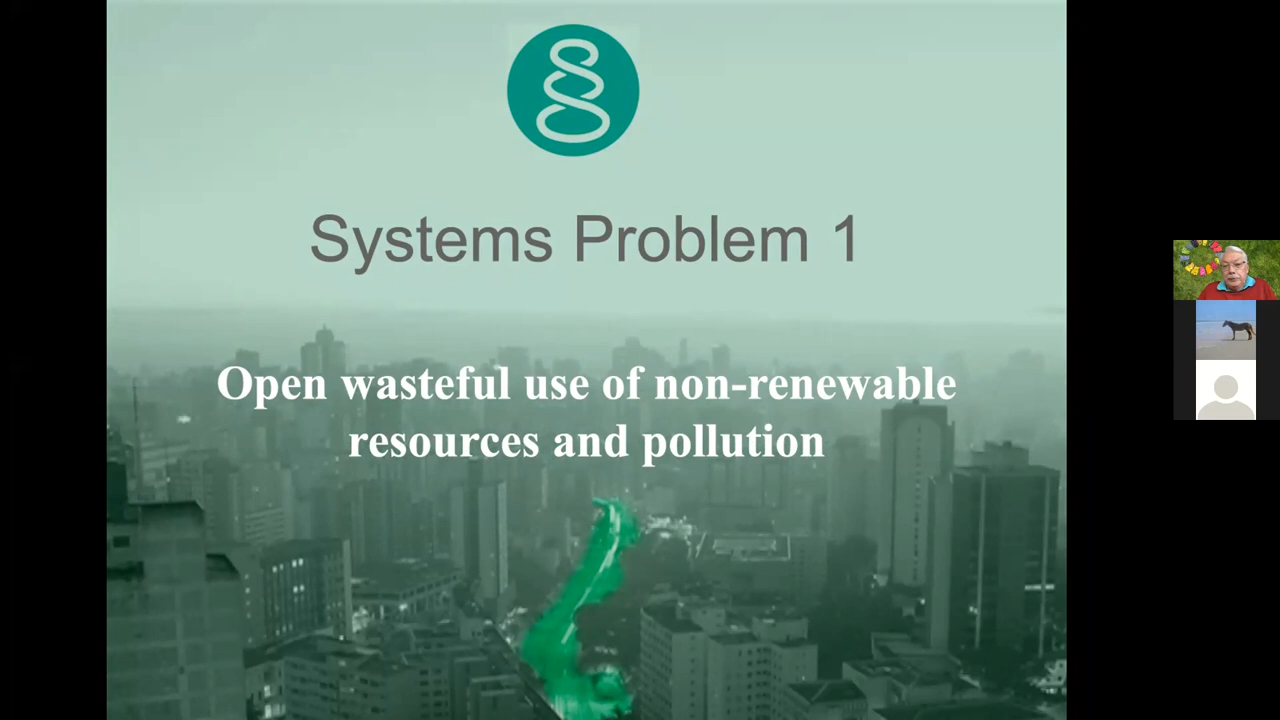 Systems Problem 1
Open wasteful use of non-renewable
resources and pollution